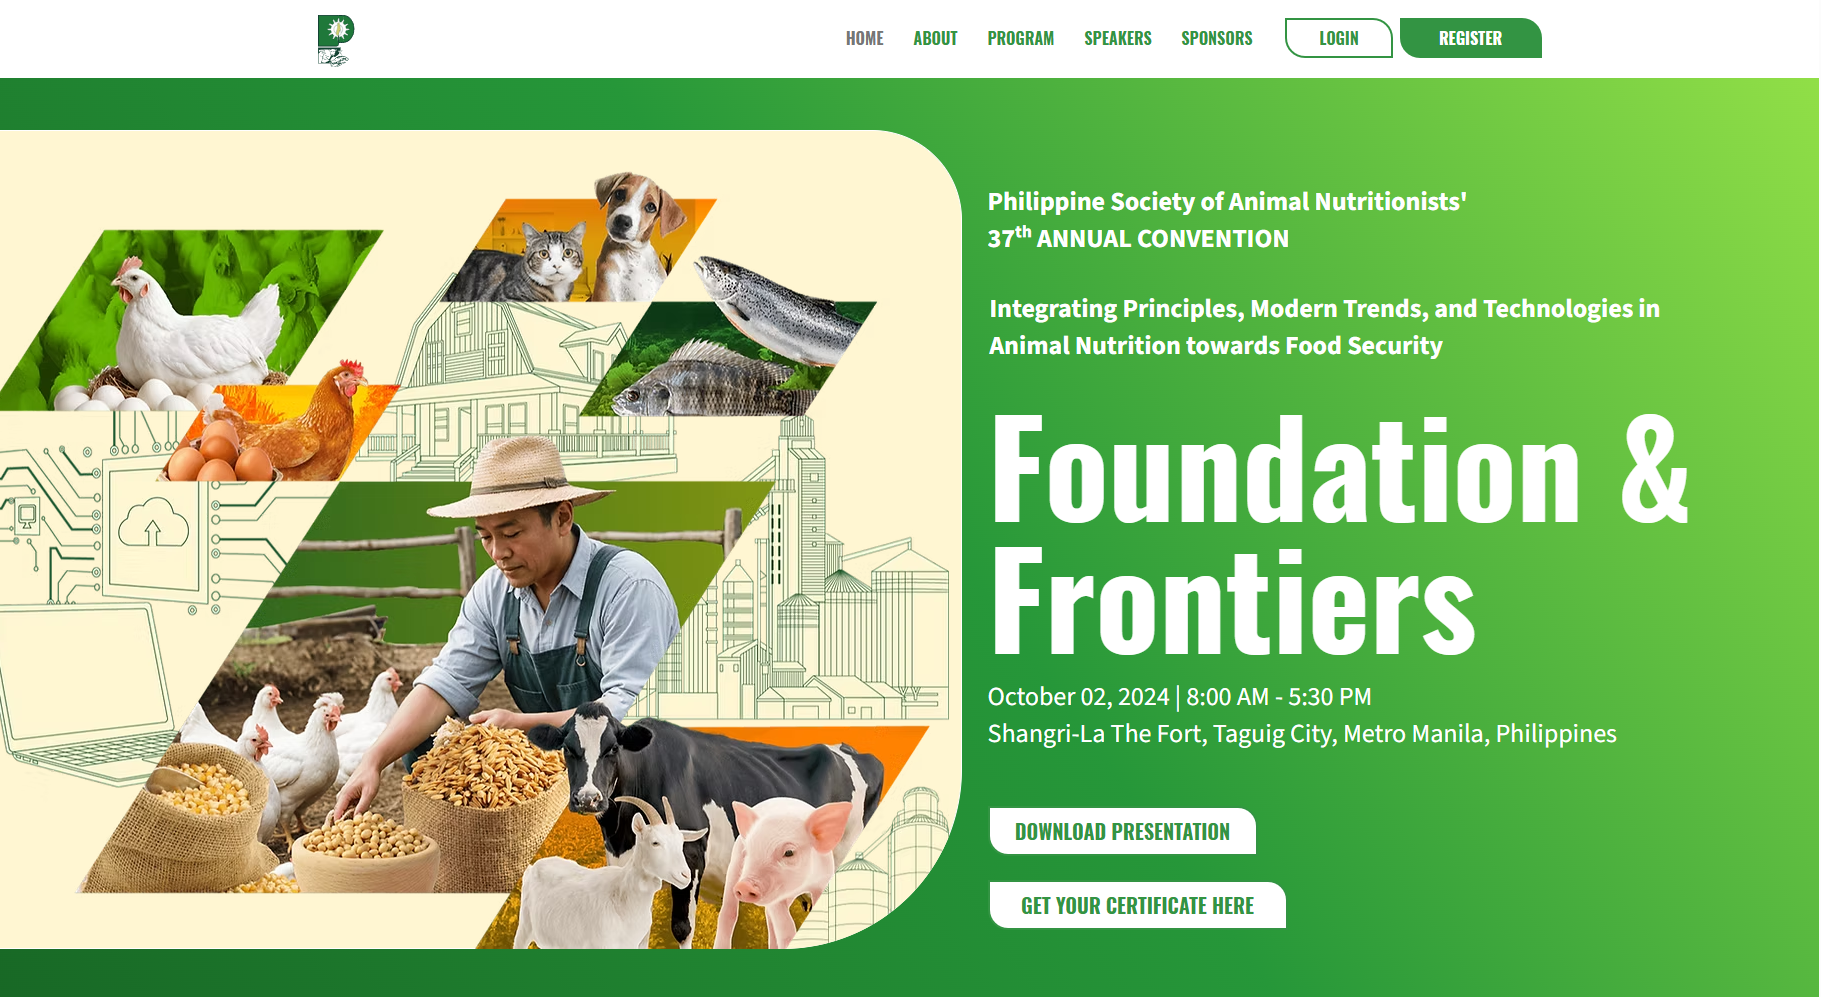 HOME
ABOUT
PROGRAM
SPEAKERS
SPONSORS
LOGIN
REGISTER
Philippine Society of Animal Nutritionists'
37th ANNUAL CONVENTION
Integrating Principles, Modern Trends, and Technologies in
Animal Nutrition towards Food Security
Foundation &
Frontiers
October 02, 2024 | 8:00 AM - 5:30 PM
Shangri-La The Fort, Taguig City, Metro Manila, Philippines
DOWNLOAD PRESENTATION
GET YOUR CERTIFICATE HERE